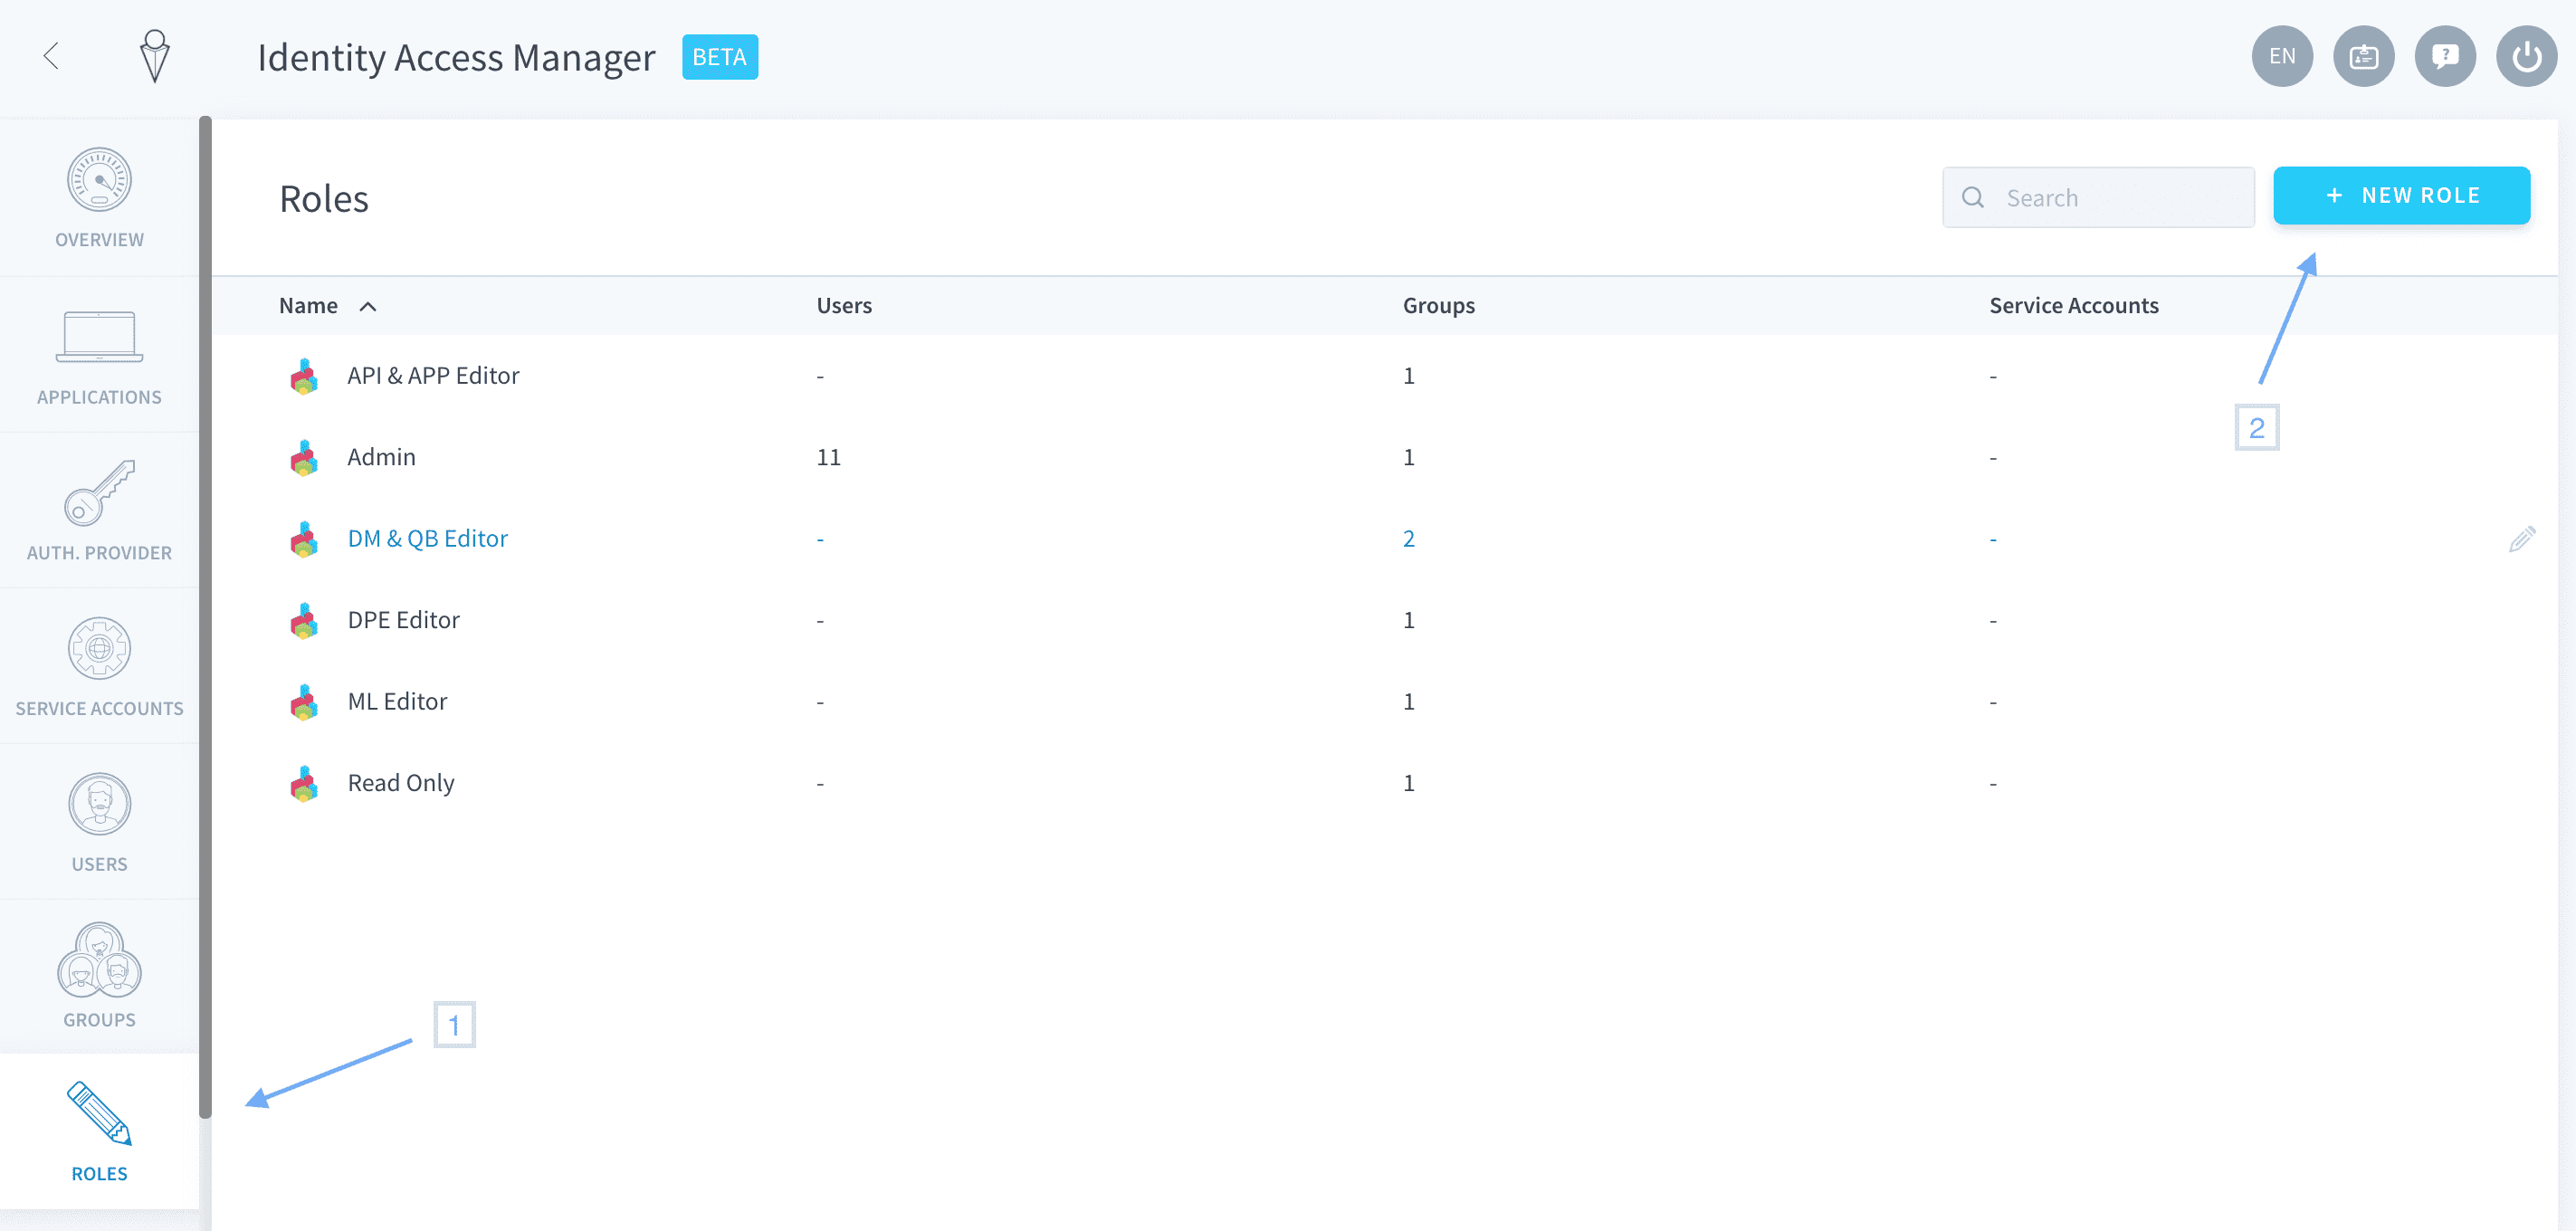 Identity Access Manager BETA
EN
?
OVERVIEW
APPLICATIONS
AUTH. PROVIDER
SERVICE ACCOUNTS
USERS
GROUPS
ROLES
Roles
Search
+ NEW ROLE
Name Users Groups Service Accounts
API & APP Editor - 1 -
Admin 11 1 -
DM & QB Editor - 2 -
DPE Editor - 1 -
ML Editor - 1 -
Read Only - 1 -
2
1